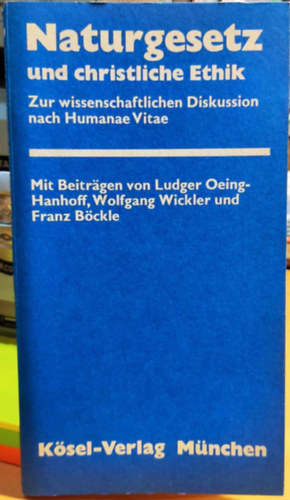 Naturgesetz
und christliche Ethik
Zur wissenschaftlichen Diskussion
nach Humanae Vitae
Mit Beiträgen von Ludger Oeing-
Hanhoff, Wolfgang Wickler und
Franz Böckle
Kösel-Verlag München